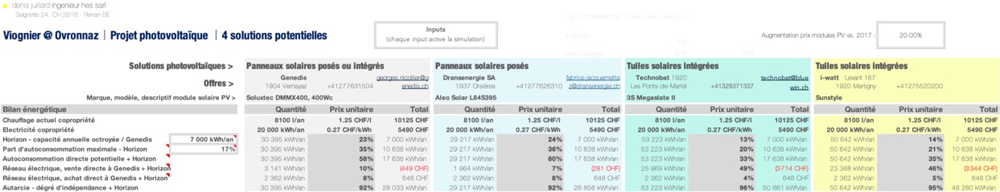 denis juillard ingenieur hes sarl
Seignette 24, CH 2616 - Renan BE
Viognier @ Ovronnaz | Projet photovoltaïque | 4 solutions potentielles
Inputs
(chaque input active la simulation)
Augmentation prix modules PV vs. 2017 : 20.00%
Solutions photovoltaïques > Panneaux solaires posés ou intégrés Panneaux solaires posés Tuiles solaires intégrées Tuiles solaires intégrées
Offres >
Genedis georges.nicollier@genedis.ch
1904 Vernayaz +41277631504
Dransenergie SA fabrice.jacquemetta
1937 Orsières +41277626310 z@dransenergie.ch
Technobat 1920 technobat@bluewin.ch
Les Ponts-de-Martel +41329371337
i-watt Levant 167
1920 Martigny +41275520200
Marque, modèle, descriptif module solaire PV > Soluxtec DMMX400, 400Wc Aleo Solar L84S395 3S Megaslate II Sunstyle
Bilan énergétique Quantité Prix unitaire Total Quantité Prix unitaire Total Quantité Prix unitaire Total Quantité Prix unitaire Total
Chauffage actuel copropriété 8100 l/an 1.25 CHF/l 10125 CHF 8100 l/an 1.25 CHF/l 10125 CHF 8100 l/an 1.25 CHF/l 10125 CHF 8100 l/an 1.25 CHF/l 10125 CHF
Electricité copropriété 20 000 kWh/an 0.27 CHF/kWh 5490 CHF 20 000 kWh/an 0.27 CHF/kWh 5490 CHF 20 000 kWh/an 0.27 CHF/kWh 5490 CHF 20 000 kWh/an 0.27 CHF/kWh 5490 CHF
Horizon - capacité annuelle octroyée / Genedis 7 000 kWh/an 30 395 kWh/an 23% 7 000 kWh/an 29 217 kWh/an 24% 7 000 kWh/an 53 223 kWh/an 13% 7 000 kWh/an 50 642 kWh/an 14% 7 000 kWh/an
Part d'autoconsommation maximale - Horizon 17% 30 395 kWh/an 35% 10 638 kWh/an 29 217 kWh/an 36% 10 638 kWh/an 53 223 kWh/an 20% 10 638 kWh/an 50 642 kWh/an 21% 10 638 kWh/an
Autoconsommation directe potentielle + Horizon 30 395 kWh/an 58% 17 638 kWh/an 29 217 kWh/an 60% 17 638 kWh/an 53 223 kWh/an 33% 17 638 kWh/an 50 642 kWh/an 35% 17 638 kWh/an
Réseau électrique, vente directe à Genedis + Horizon 3 141 kWh/an 10% (449 CHF) 1 964 kWh/an 7% (281 CHF) 25 969 kWh/an 49% (3714 CHF) 23 388 kWh/an 46% (3344 CHF)
Réseau électrique, achat direct à Genedis + Horizon 2 362 kWh/an 8% 648 CHF 2 362 kWh/an 8% 648 CHF 2 362 kWh/an 4% 648 CHF 2 362 kWh/an 5% 648 CHF
Autarcie - dégré d'indépendance + Horizon 30 395 kWh/an 92% 28 033 kWh/an 29 217 kWh/an 92% 26 856 kWh/an 53 223 kWh/an 96% 50 861 kWh/an 50 642 kWh/an 95% 48 280 kWh/an